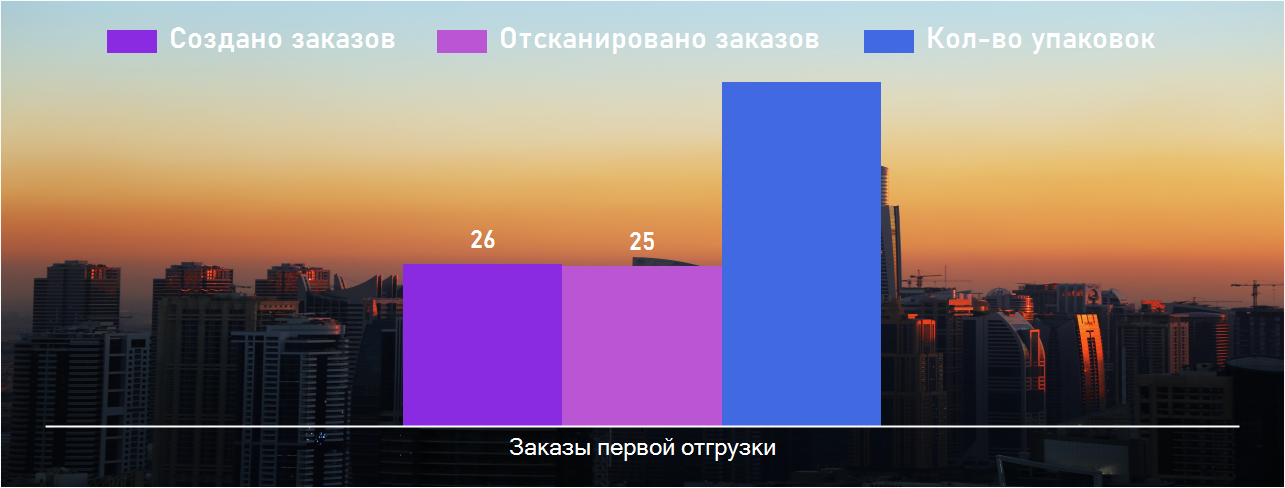 Создано заказов Отсканировано заказов Кол-во упаковок
26 25
Заказы первой отгрузки